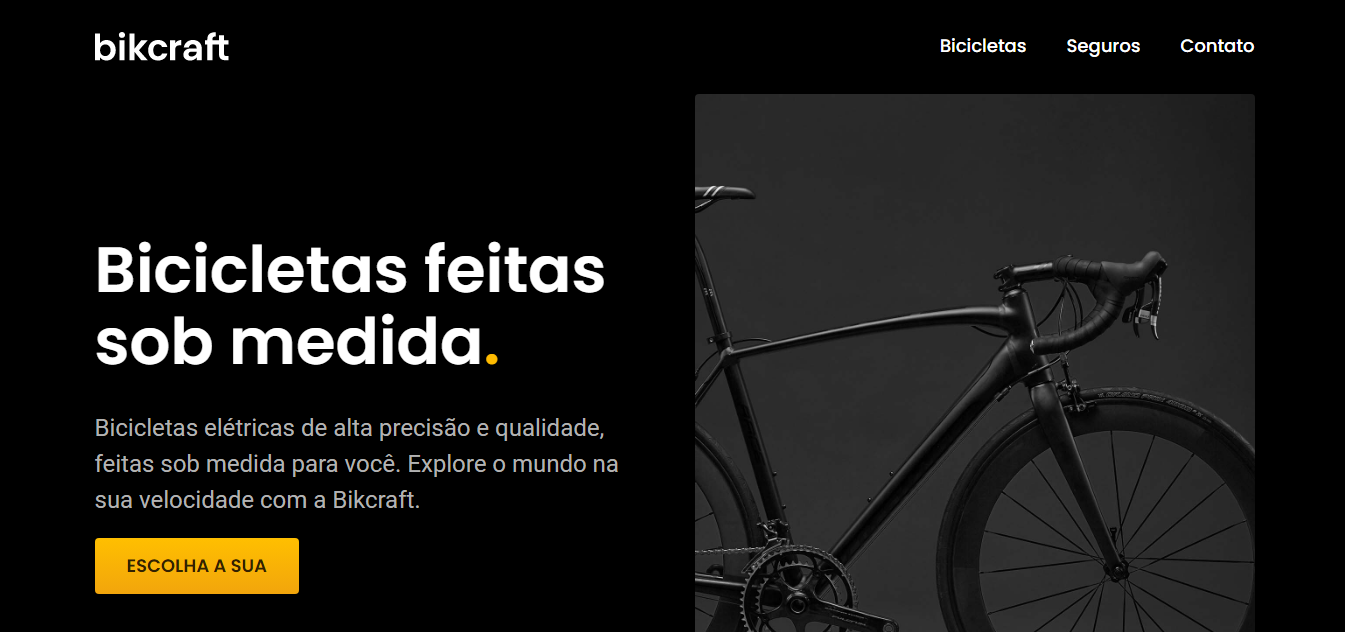 bikcraft
Bicicletas
Seguros
Contato
Bicicletas feitas
sob medida.
Bicicletas elétricas de alta precisão e qualidade,
feitas sob medida para você. Explore o mundo na
sua velocidade com a Bikcraft.
ESCOLHA A SUA